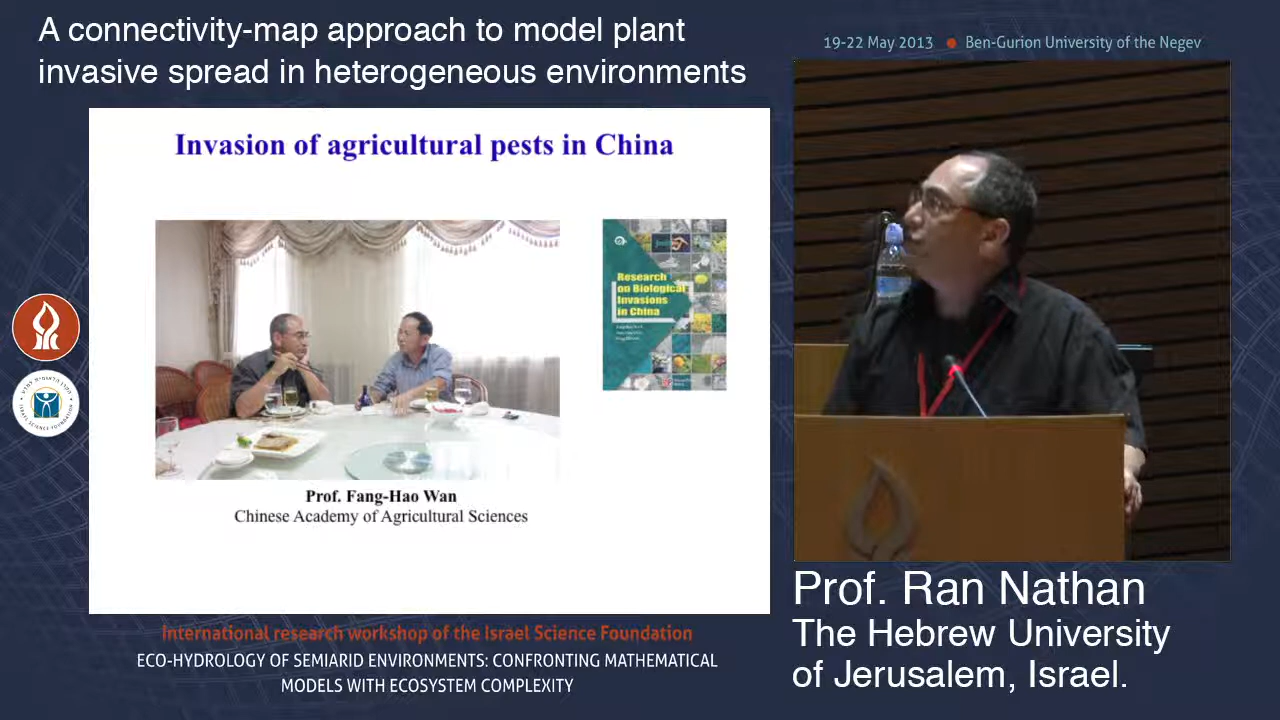 A connectivity-map approach to model plant
invasive spread in heterogeneous environments
19-22 May 2013 ● Ben-Gurion University of the Negev
Invasion of agricultural pests in China
Research
on Biological
Invasions
in China
Prof. Fang-Hao Wan
Chinese Academy of Agricultural Sciences
ISRAEL SCIENCE FOUNDATION
International research workshop of the Israel Science Foundation
ECO-HYDROLOGY OF SEMIARID ENVIRONMENTS: CONFRONTING MATHEMATICAL
MODELS WITH ECOSYSTEM COMPLEXITY
Prof. Ran Nathan
The Hebrew University
of Jerusalem, Israel.